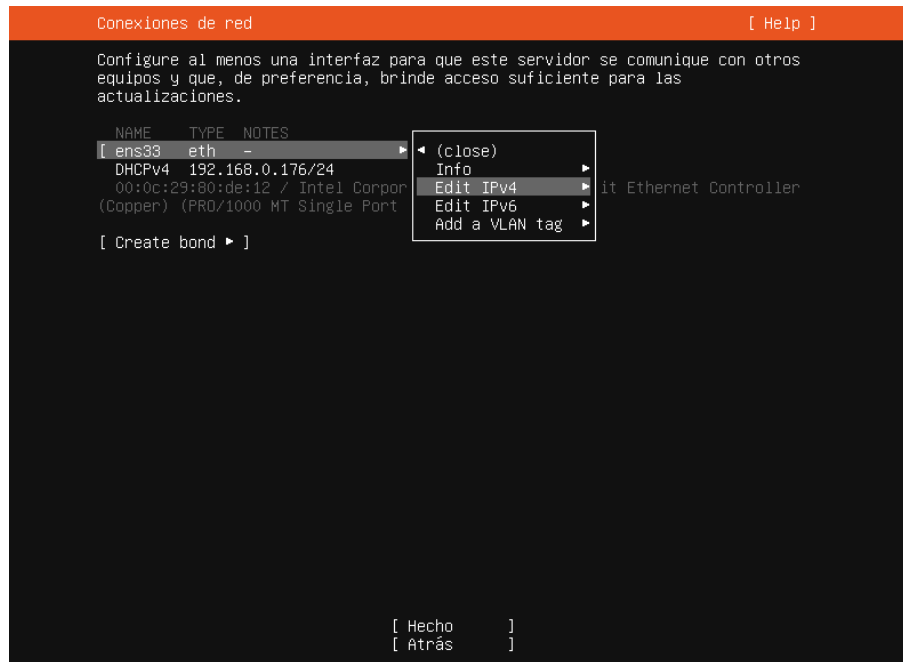 Conexiones de red [ Help ]
Configure al menos una interfaz para que este servidor se comunique con otros
equipos y que, de preferencia, brinde acceso suficiente para las
actualizaciones.
NAME TYPE NOTES
[ ens33 eth - ▸ ◂ (close)
DHCPv4 192.168.0.176/24 Info ▸
00:0c:29:80:de:12 / Intel Corpor Edit IPv4 ▸ it Ethernet Controller
(Copper) (PRO/1000 MT Single Port Edit IPv6 ▸
Add a VLAN tag ▸
[ Create bond ▸ ]
[ Hecho ]
[ Atrás ]